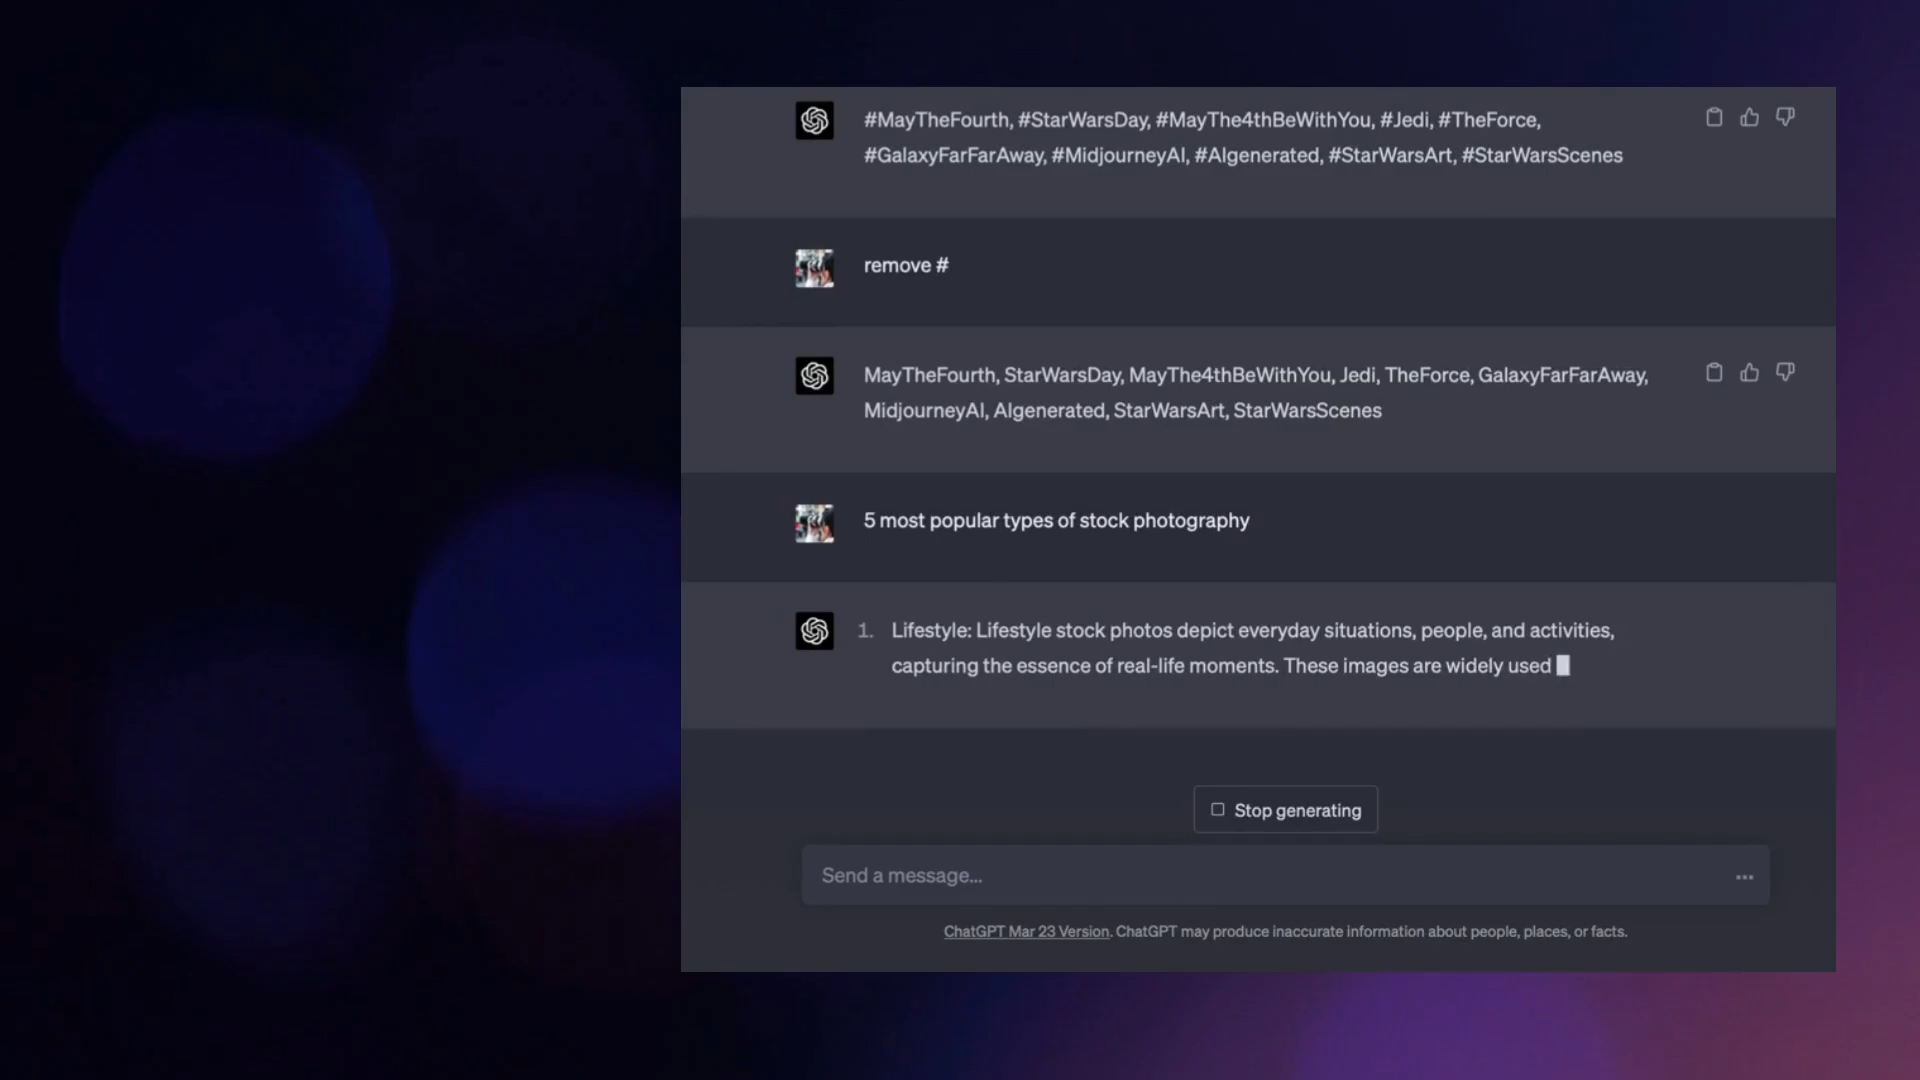 #MayTheFourth, #StarWarsDay, #MayThe4thBeWithYou, #Jedi, #TheForce,
#GalaxyFarFarAway, #MidjourneyAI, #AIgenerated, #StarWarsArt, #StarWarsScenes
remove #
MayTheFourth, StarWarsDay, MayThe4thBeWithYou, Jedi, TheForce, GalaxyFarFarAway,
MidjourneyAI, AIgenerated, StarWarsArt, StarWarsScenes
5 most popular types of stock photography
1. Lifestyle: Lifestyle stock photos depict everyday situations, people, and activities,
capturing the essence of real-life moments. These images are widely used
Stop generating
Send a message...
ChatGPT Mar 23 Version. ChatGPT may produce inaccurate information about people, places, or facts.